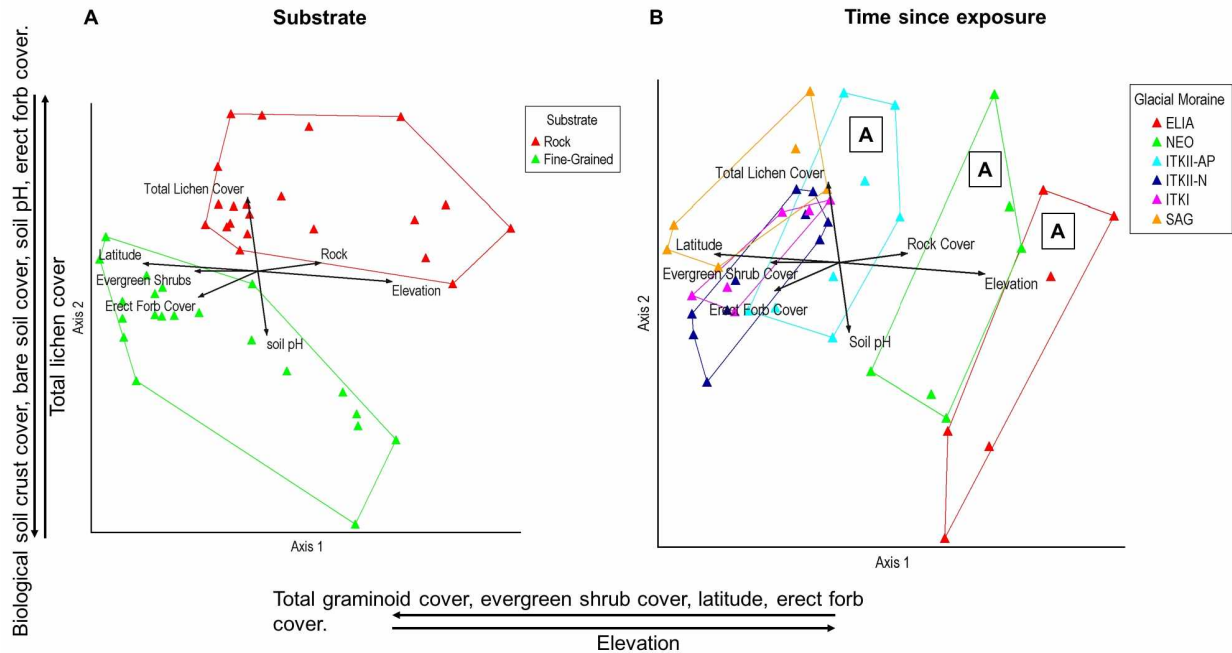 A
Substrate
Biological soil crust cover, bare soil cover, soil pH, erect forb cover.
Total lichen cover
Axis 2
Substrate
Rock
Fine-Grained
Total Lichen Cover
Latitude
Rock
Evergreen Shrubs
Elevation
Erect Forb Cover
soil pH
Axis 1
B
Time since exposure
Axis 2
Glacial Moraine
ELIA
NEO
ITKII-AP
ITKII-N
ITKI
SAG
A
A
A
Total Lichen Cover
Latitude
Rock Cover
Evergreen Shrub Cover
Elevation
Erect Forb Cover
Soil pH
Axis 1
Total graminoid cover, evergreen shrub cover, latitude, erect forb
cover.
Elevation